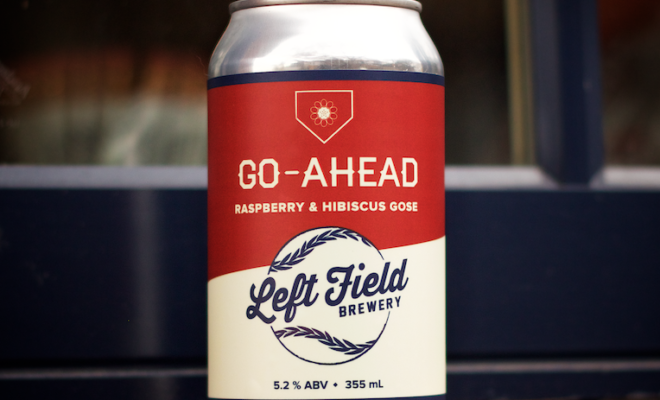 GO-AHEAD
RASPBERRY & HIBISCUS GOSE
Left Field
BREWERY
5.2 % ABV • 355 mL